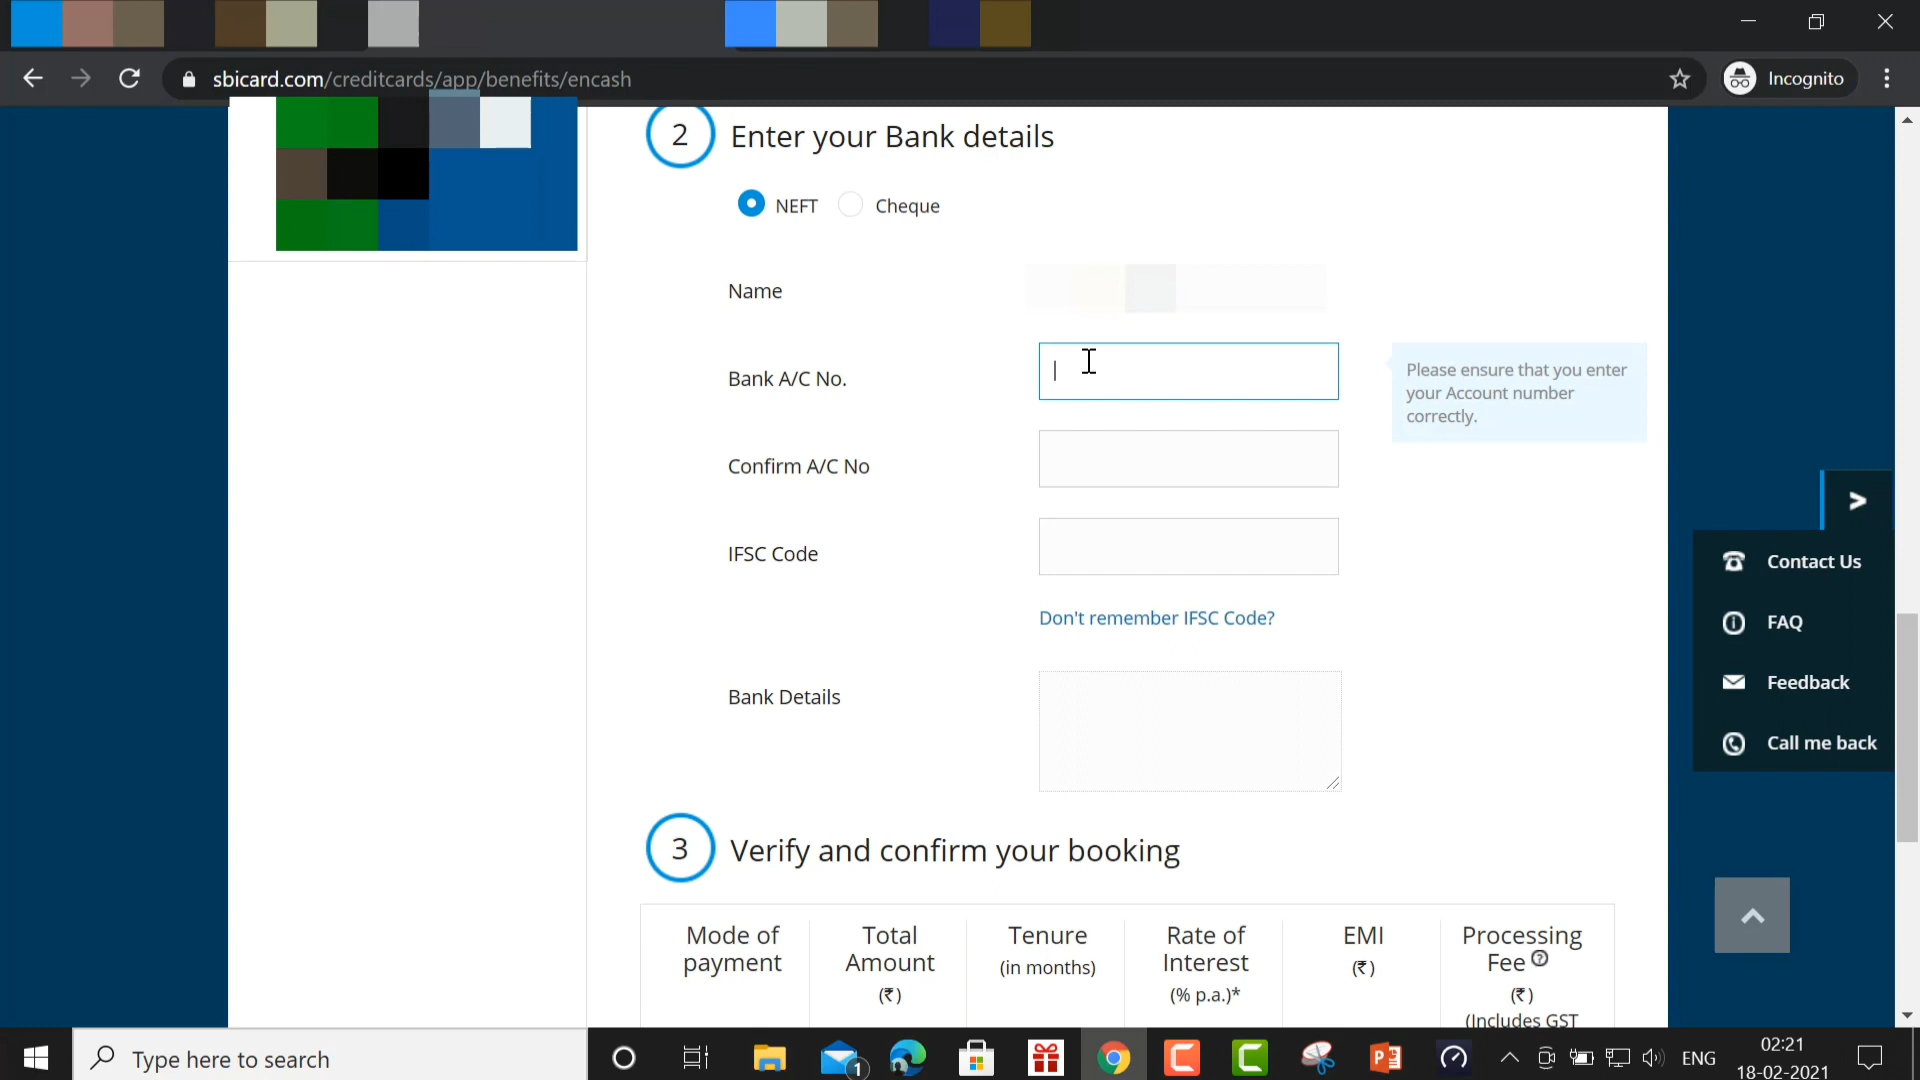 sbicard.com/creditcards/app/benefits/encash
Incognito
2 Enter your Bank details
NEFT Cheque
Name
Bank A/C No.
Please ensure that you enter
your Account number
correctly.
Confirm A/C No
IFSC Code
Don't remember IFSC Code?
Bank Details
>
Contact Us
FAQ
Feedback
Call me back
3 Verify and confirm your booking
Mode of
payment
Total
Amount
(₹)
Tenure
(in months)
Rate of
Interest
(% p.a.)*
EMI
(₹)
Processing
Fee ?
(₹)
(Includes GST
Type here to search
1
ENG
02:21
18-02-2021